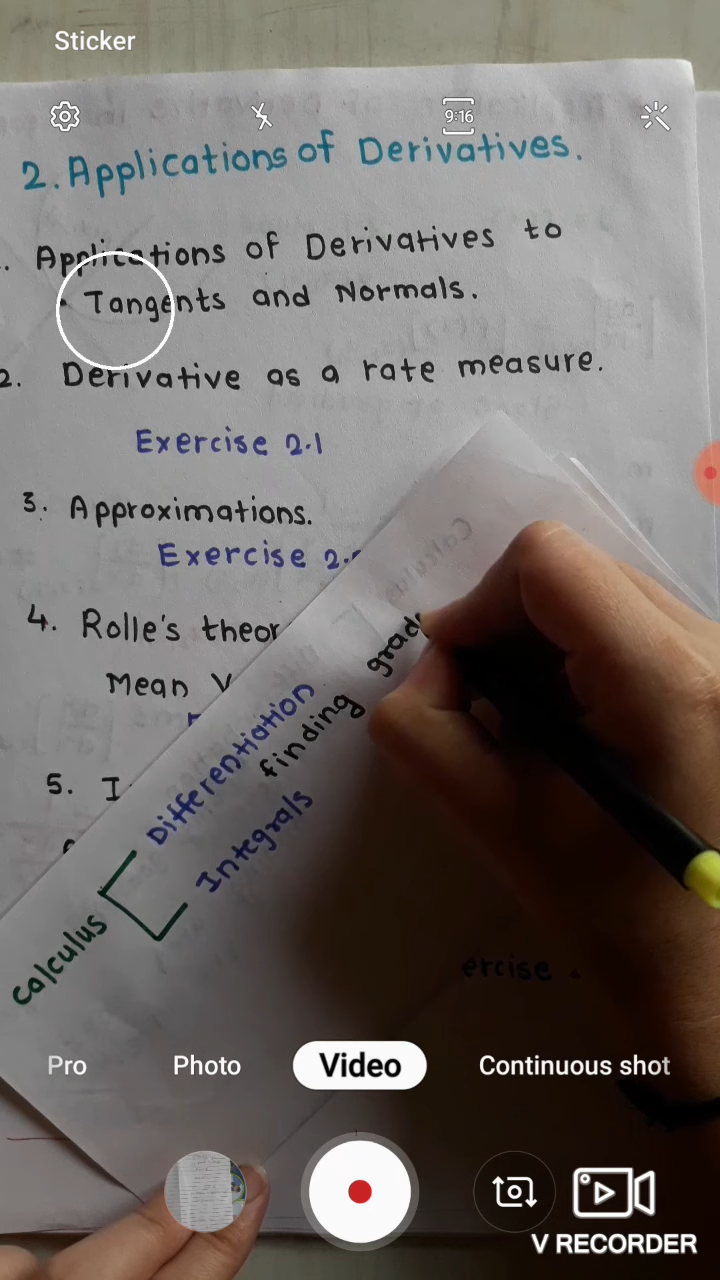 Sticker
9:16
2. Applications of Derivatives.
. Applications of Derivatives to
Tangents and Normals.
2. Derivative as a rate measure.
Exercise 2.1
3. Approximations.
Exercise 2.
4. Rolle's theor
Mean V
5. I
Differentiation
finding grad
Integrals
Calculus
ercise
Pro Photo Video Continuous shot
V RECORDER